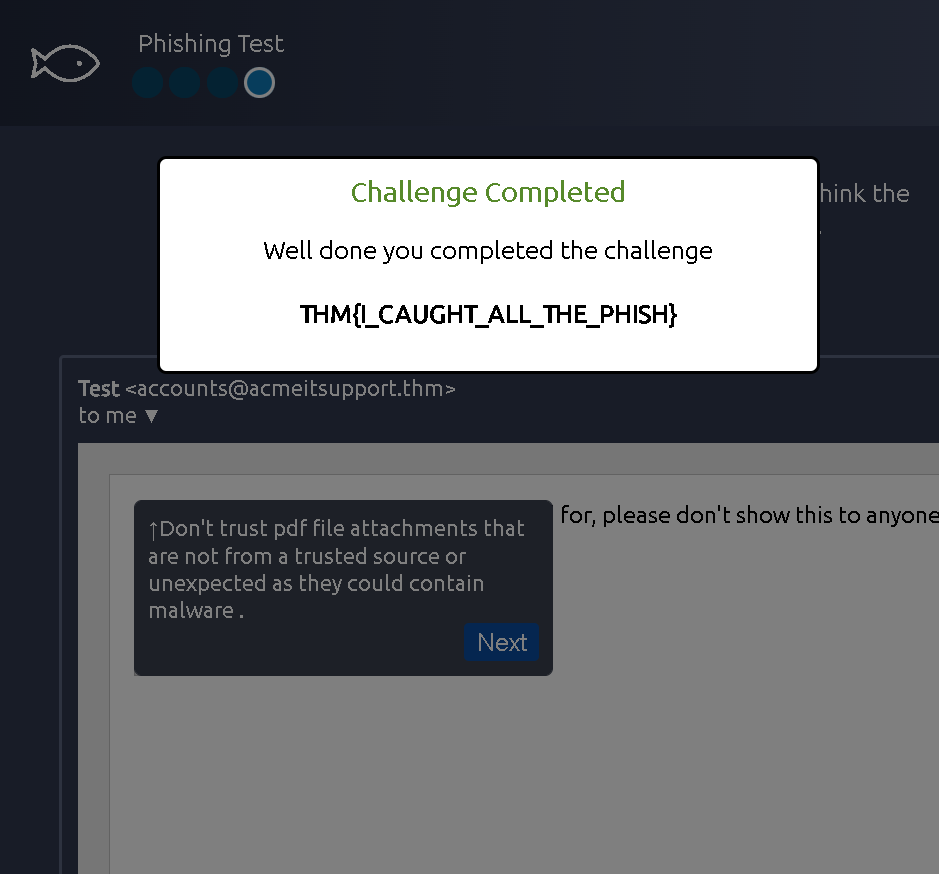 Phishing Test
Challenge Completed
hink the
Well done you completed the challenge
THM{I_CAUGHT_ALL_THE_PHISH}
Test <accounts@acmeitsupport.thm>
to me ▼
for, please don't show this to anyone
↑Don't trust pdf file attachments that
are not from a trusted source or
unexpected as they could contain
malware .
Next